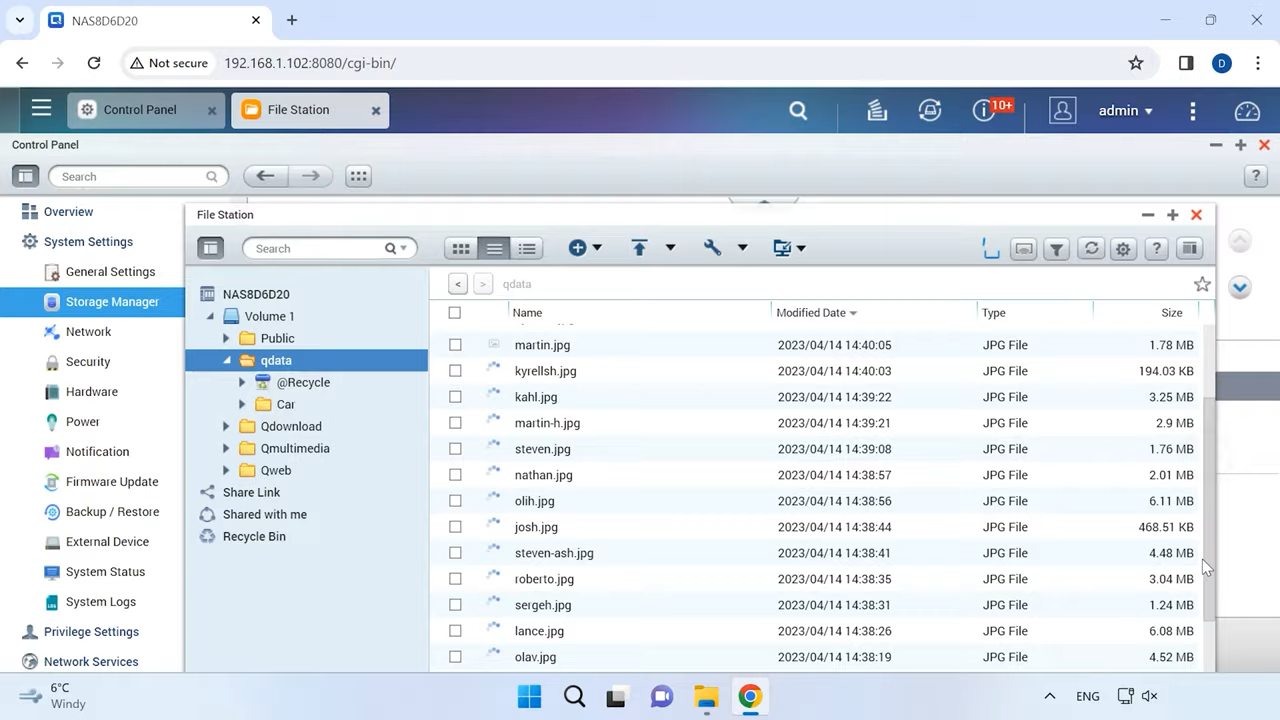 NAS8D6D20
Not secure 192.168.1.102:8080/cgi-bin/
D
Control Panel
File Station
10+
admin
Control Panel
Search
?
Overview
System Settings
General Settings
Storage Manager
Network
Security
Hardware
Power
Notification
Firmware Update
Backup / Restore
External Device
System Status
System Logs
Privilege Settings
Network Services
File Station
Search
?
NAS8D6D20
Volume 1
Public
qdata
@Recycle
Car
Qdownload
Qmultimedia
Qweb
Share Link
Shared with me
Recycle Bin
< > qdata
Name Modified Date Type Size
martin.jpg 2023/04/14 14:40:05 JPG File 1.78 MB
kyrellsh.jpg 2023/04/14 14:40:03 JPG File 194.03 KB
kahl.jpg 2023/04/14 14:39:22 JPG File 3.25 MB
martin-h.jpg 2023/04/14 14:39:21 JPG File 2.9 MB
steven.jpg 2023/04/14 14:39:08 JPG File 1.76 MB
nathan.jpg 2023/04/14 14:38:57 JPG File 2.01 MB
olih.jpg 2023/04/14 14:38:56 JPG File 6.11 MB
josh.jpg 2023/04/14 14:38:44 JPG File 468.51 KB
steven-ash.jpg 2023/04/14 14:38:41 JPG File 4.48 MB
roberto.jpg 2023/04/14 14:38:35 JPG File 3.04 MB
sergeh.jpg 2023/04/14 14:38:31 JPG File 1.24 MB
lance.jpg 2023/04/14 14:38:26 JPG File 6.08 MB
olav.jpg 2023/04/14 14:38:19 JPG File 4.52 MB
6°C
Windy
ENG